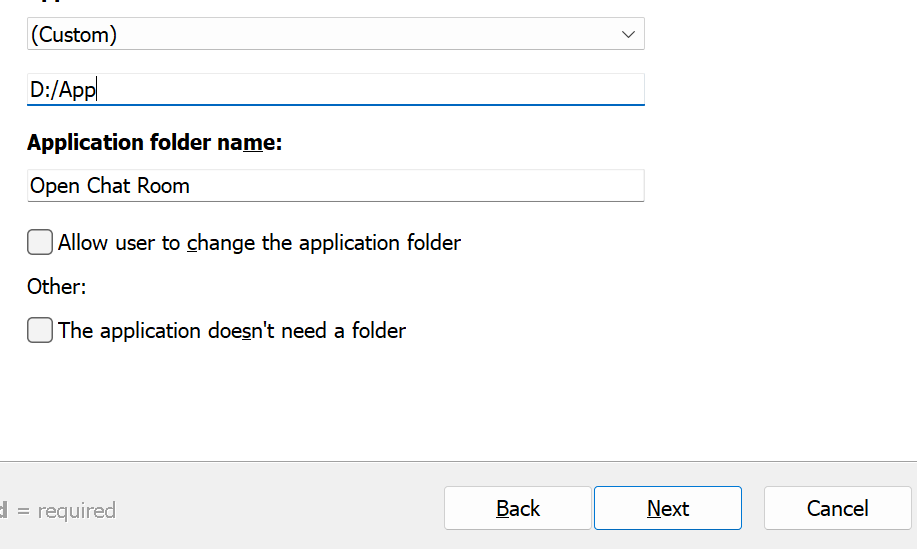 (Custom)
D:/App
Application folder name:
Open Chat Room
Allow user to change the application folder
Other:
The application doesn't need a folder
= required
Back
Next
Cancel